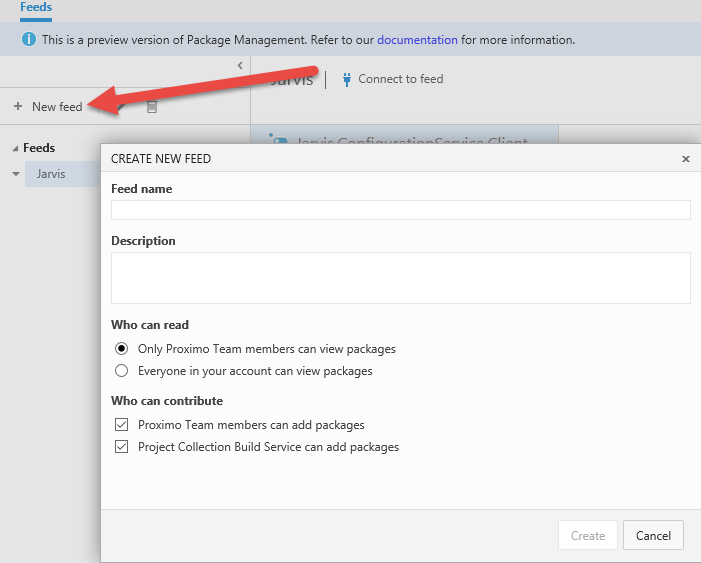 Feeds
This is a preview version of Package Management. Refer to our documentation for more information.
Jarvis
Connect to feed
New feed
Feeds
Jarvis
Jarvis.ConfigurationService.Client
CREATE NEW FEED
Feed name
Description
Who can read
Only Proximo Team members can view packages
Everyone in your account can view packages
Who can contribute
Proximo Team members can add packages
Project Collection Build Service can add packages
Create
Cancel